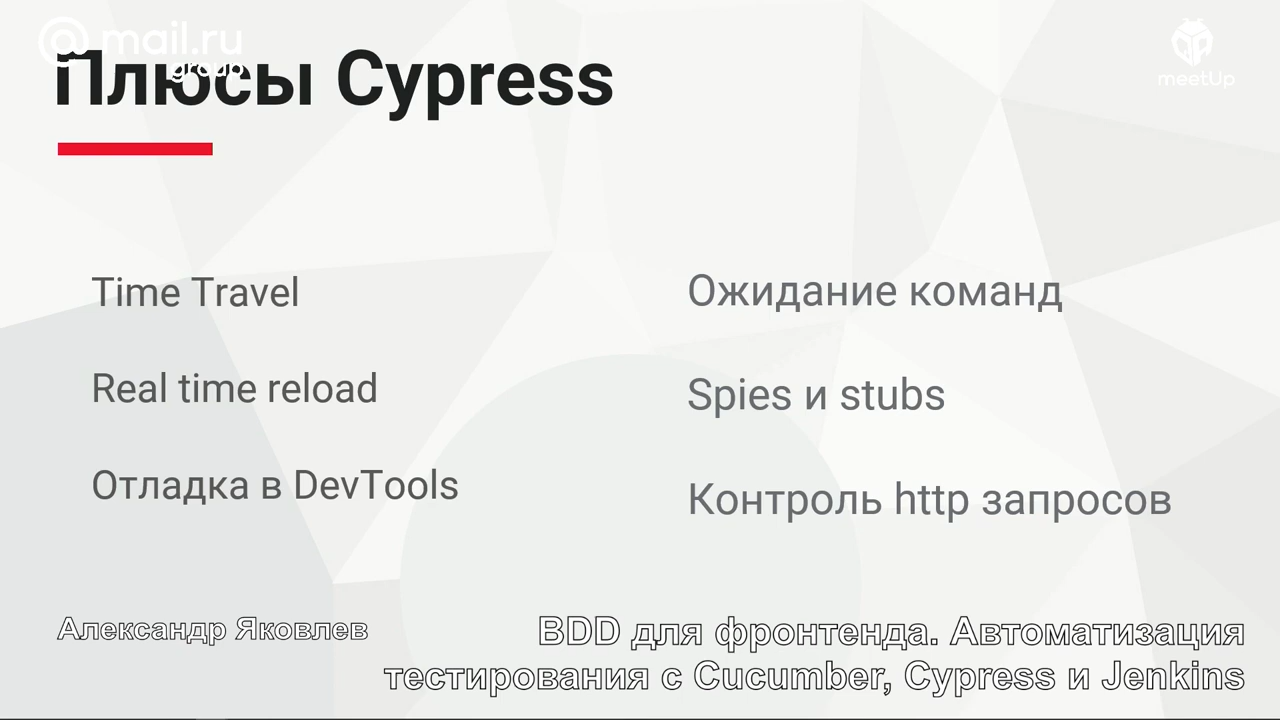 @mail.ru
group
meetUp
Плюсы Cypress
Time Travel
Real time reload
Отладка в DevTools
Ожидание команд
Spies и stubs
Контроль http запросов
Александр Яковлев
BDD для фронтенда. Автоматизация
тестирования с Cucumber, Cypress и Jenkins